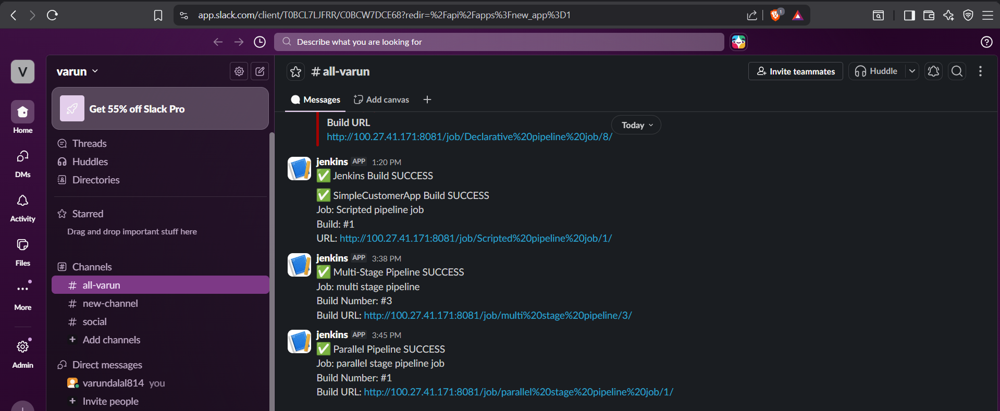 app.slack.com/client/T0BCL7LJFRR/C0BCW7DCE68?redir=%2Fapi%2Fapps%3Fnew_app%3D1
1
Describe what you are looking for
V
Home
DMs
Activity
Files
More
Admin
varun
Get 55% off Slack Pro
Threads
Huddles
Directories
Starred
Drag and drop important stuff here
Channels
# all-varun
# new-channel
# social
+ Add channels
Direct messages
varundalal814 you
+ Invite people
# all-varun
Invite teammates
Huddle
Messages
Add canvas
Today
Build URL
http://100.27.41.171:8081/job/Declarative%20pipeline%20job/8/
jenkins APP 1:20 PM
✅ Jenkins Build SUCCESS
✅ SimpleCustomerApp Build SUCCESS
Job: Scripted pipeline job
Build: #1
URL: http://100.27.41.171:8081/job/Scripted%20pipeline%20job/1/
jenkins APP 3:38 PM
✅ Multi-Stage Pipeline SUCCESS
Job: multi stage pipeline
Build Number: #3
Build URL: http://100.27.41.171:8081/job/multi%20stage%20pipeline/3/
jenkins APP 3:45 PM
✅ Parallel Pipeline SUCCESS
Job: parallel stage pipeline job
Build Number: #1
Build URL: http://100.27.41.171:8081/job/parallel%20stage%20pipeline%20job/1/